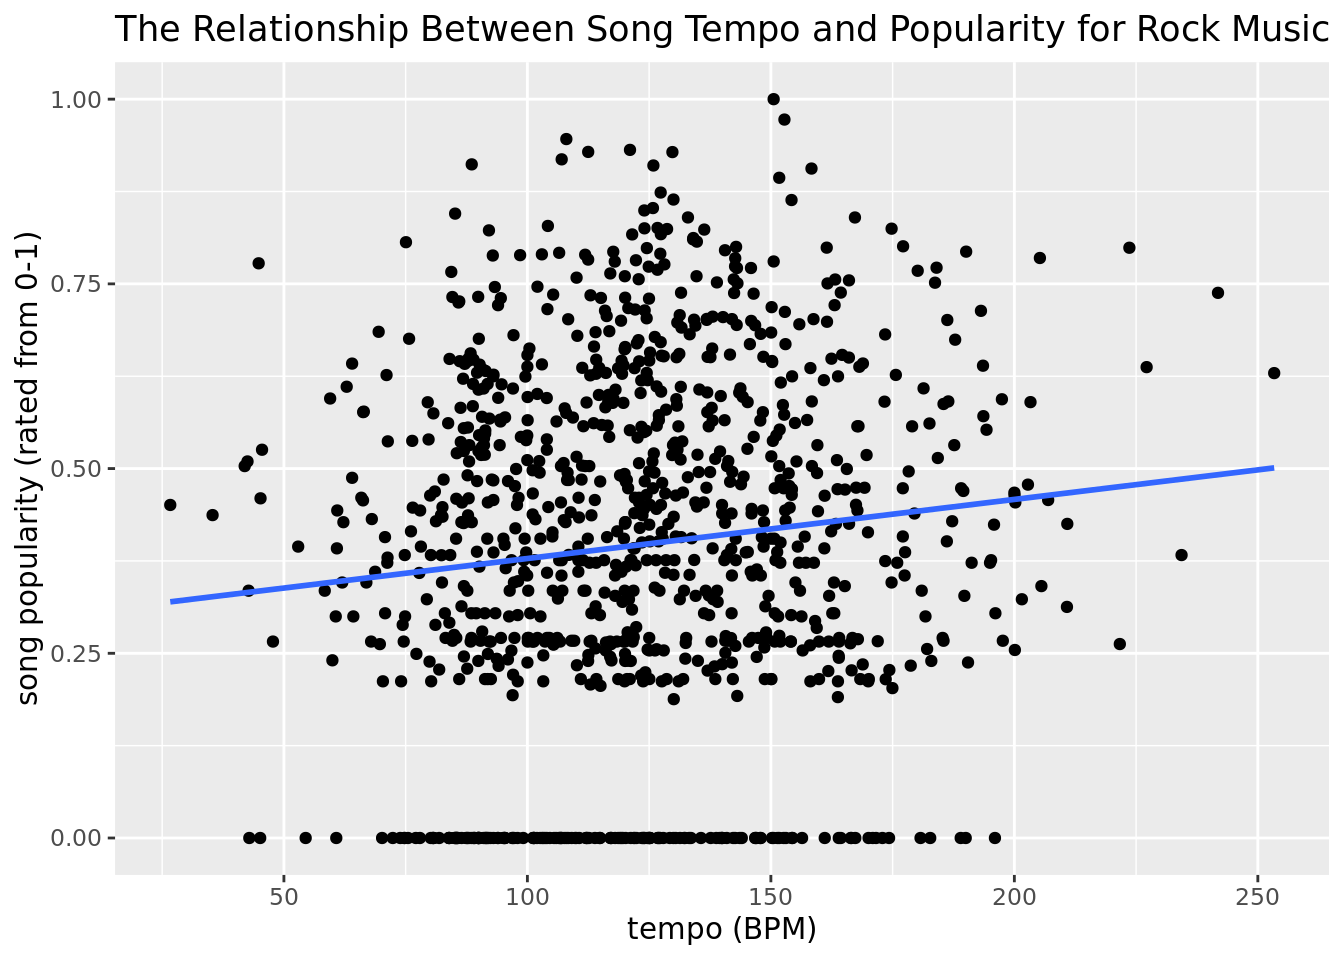 The Relationship Between Song Tempo and Popularity for Rock Music
1.00
0.75
0.50
0.25
0.00
song popularity (rated from 0-1)
50 100 150 200 250
tempo (BPM)